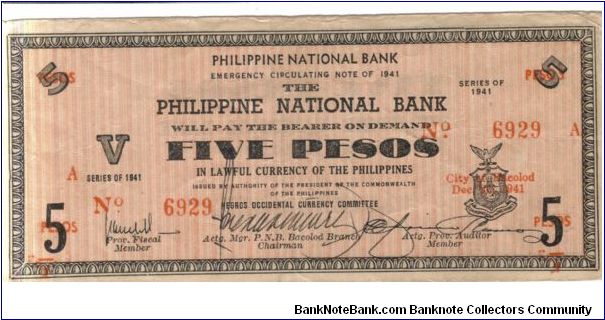 PHILIPPINE NATIONAL BANK
EMERGENCY CIRCULATING NOTE OF 1941
THE
PHILIPPINE NATIONAL BANK
WILL PAY THE BEARER ON DEMAND
FIVE PESOS
IN LAWFUL CURRENCY OF THE PHILIPPINES
ISSUED BY AUTHORITY OF THE PRESIDENT OF THE COMMONWEALTH
OF THE PHILIPPINES
NEGROS OCCIDENTAL CURRENCY COMMITTEE
5 PESOS
5 PESOS
SERIES OF
1941
V
A
SERIES OF 1941
No 6929 A
No 6929
City of Bacolod
1941
5 PESOS
5 PESOS
Prov. Fiscal
Member
Actg. Mgr. P.N.B. Bacolod Branch
Chairman
Actg. Prov. Auditor
Member
BankNoteBank.com Banknote Collectors Community